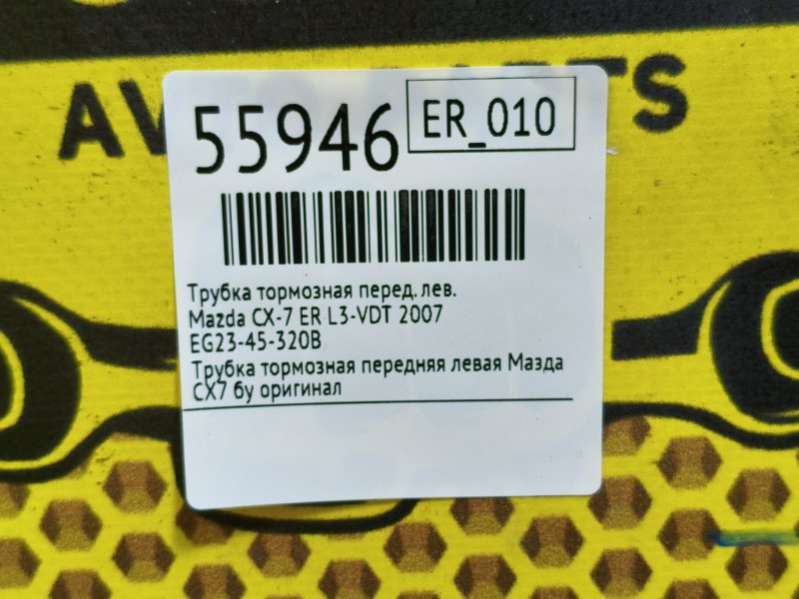 55946 ER_010
Трубка тормозная перед. лев.
Mazda CX-7 ER L3-VDT 2007
EG23-45-320B
Трубка тормозная передняя левая Мазда
СХ7 бу оригинал